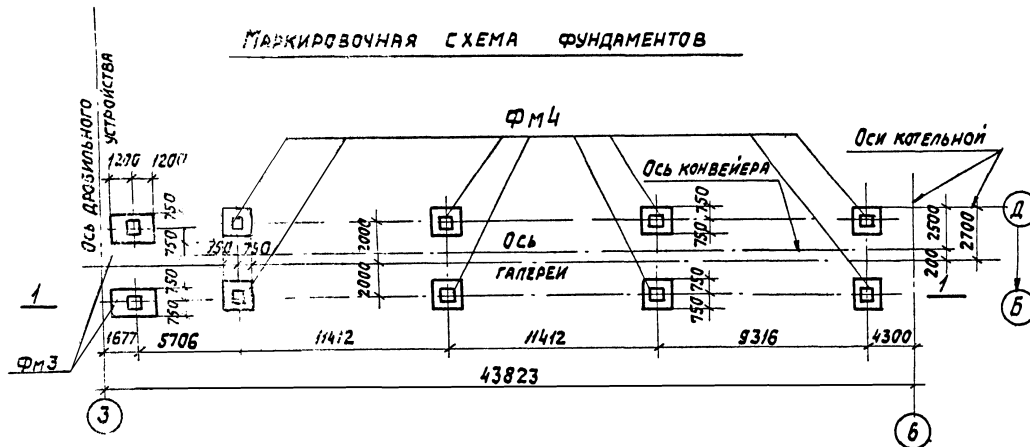 МАРКИРОВОЧНАЯ СХЕМА ФУНДАМЕНТОВ
Ось дробильного
устройства
Фм4
Оси котельной
Ось конвейера
1200 1200
750
750
750 750
750
750
2000
2000
Ось
галереи
750
750
750
750
2500
200
2700
Д
Б
1
1
Фм3
1677 5706 11412 11412 9316 4300
43823
3
6